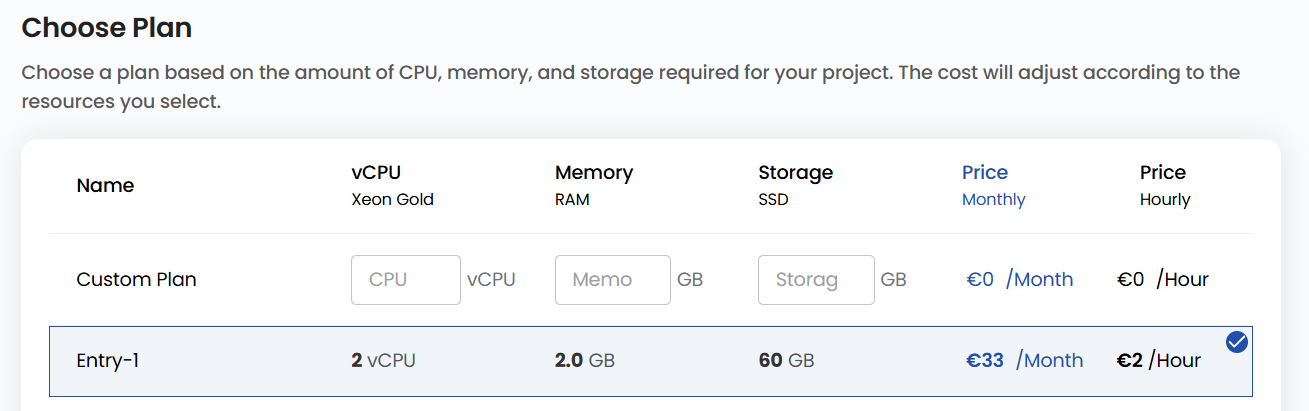 Choose Plan
Choose a plan based on the amount of CPU, memory, and storage required for your project. The cost will adjust according to the
resources you select.
Name vCPU Memory Storage Price Price
Xeon Gold RAM SSD Monthly Hourly
Custom Plan CPU vCPU Memo GB Storag GB €0 /Month €0 /Hour
Entry-1 2 vCPU 2.0 GB 60 GB €33 /Month €2 /Hour